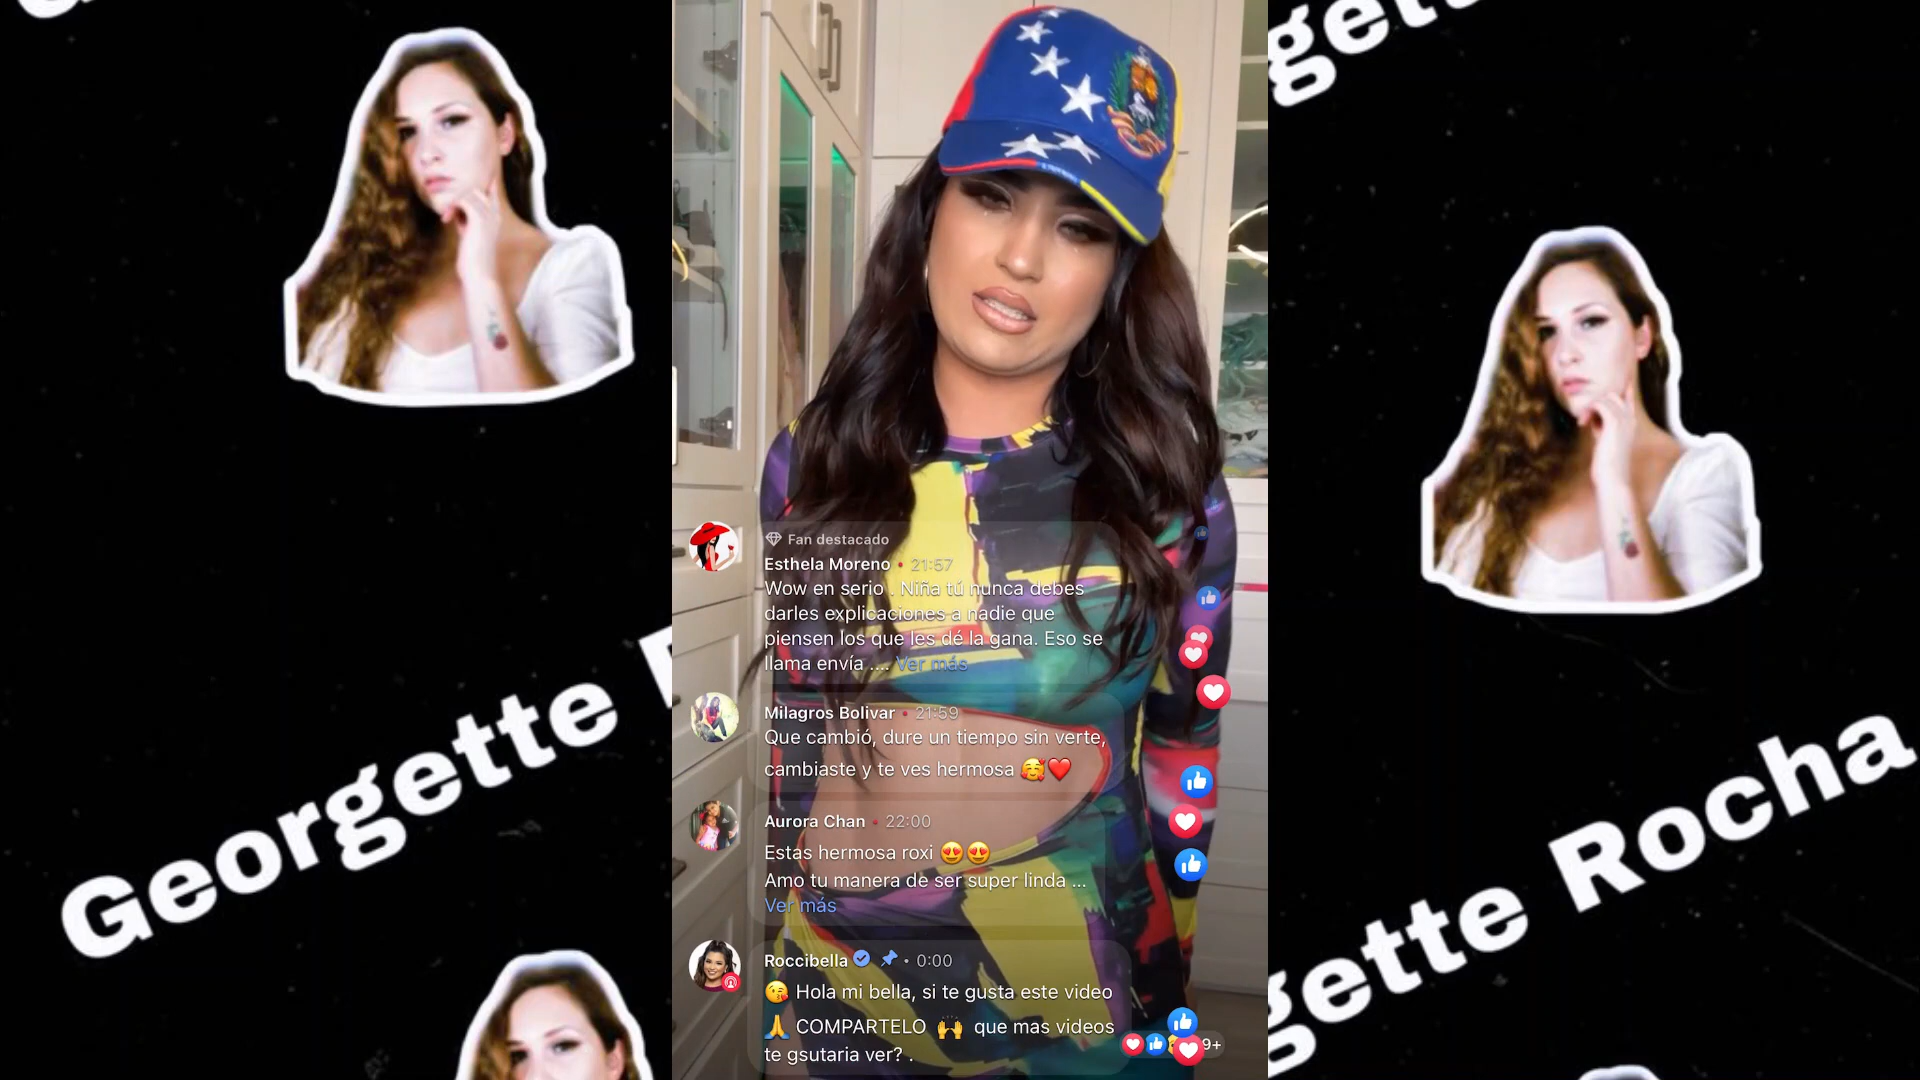 Georgette R
Georgette Rocha
gette
Fan destacado
Esthela Moreno • 21:57
Wow en serio . Niña tú nunca debes
darles explicaciones a nadie que
piensen los que les dé la gana. Eso se
llama envía .... Ver más
Milagros Bolivar • 21:59
Que cambió, dure un tiempo sin verte,
cambiaste y te ves hermosa 🥰❤️
Aurora Chan • 22:00
Estas hermosa roxi 😍😍
Amo tu manera de ser super linda ...
Ver más
Roccibella • 0:00
😘 Hola mi bella, si te gusta este video
🙏 COMPARTELO 🙌 que mas videos
te gsutaria ver? .
9+